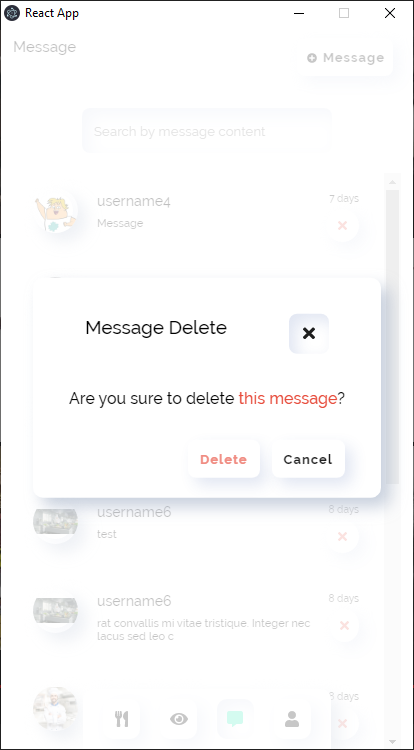 React App
Message
Message
Search by message content
username4
7 days
Message
Message Delete
Are you sure to delete this message?
Delete
Cancel
username6
8 days
test
username6
8 days
rat convallis mi vitae tristique. Integer nec
lacus sed leo c
8 days